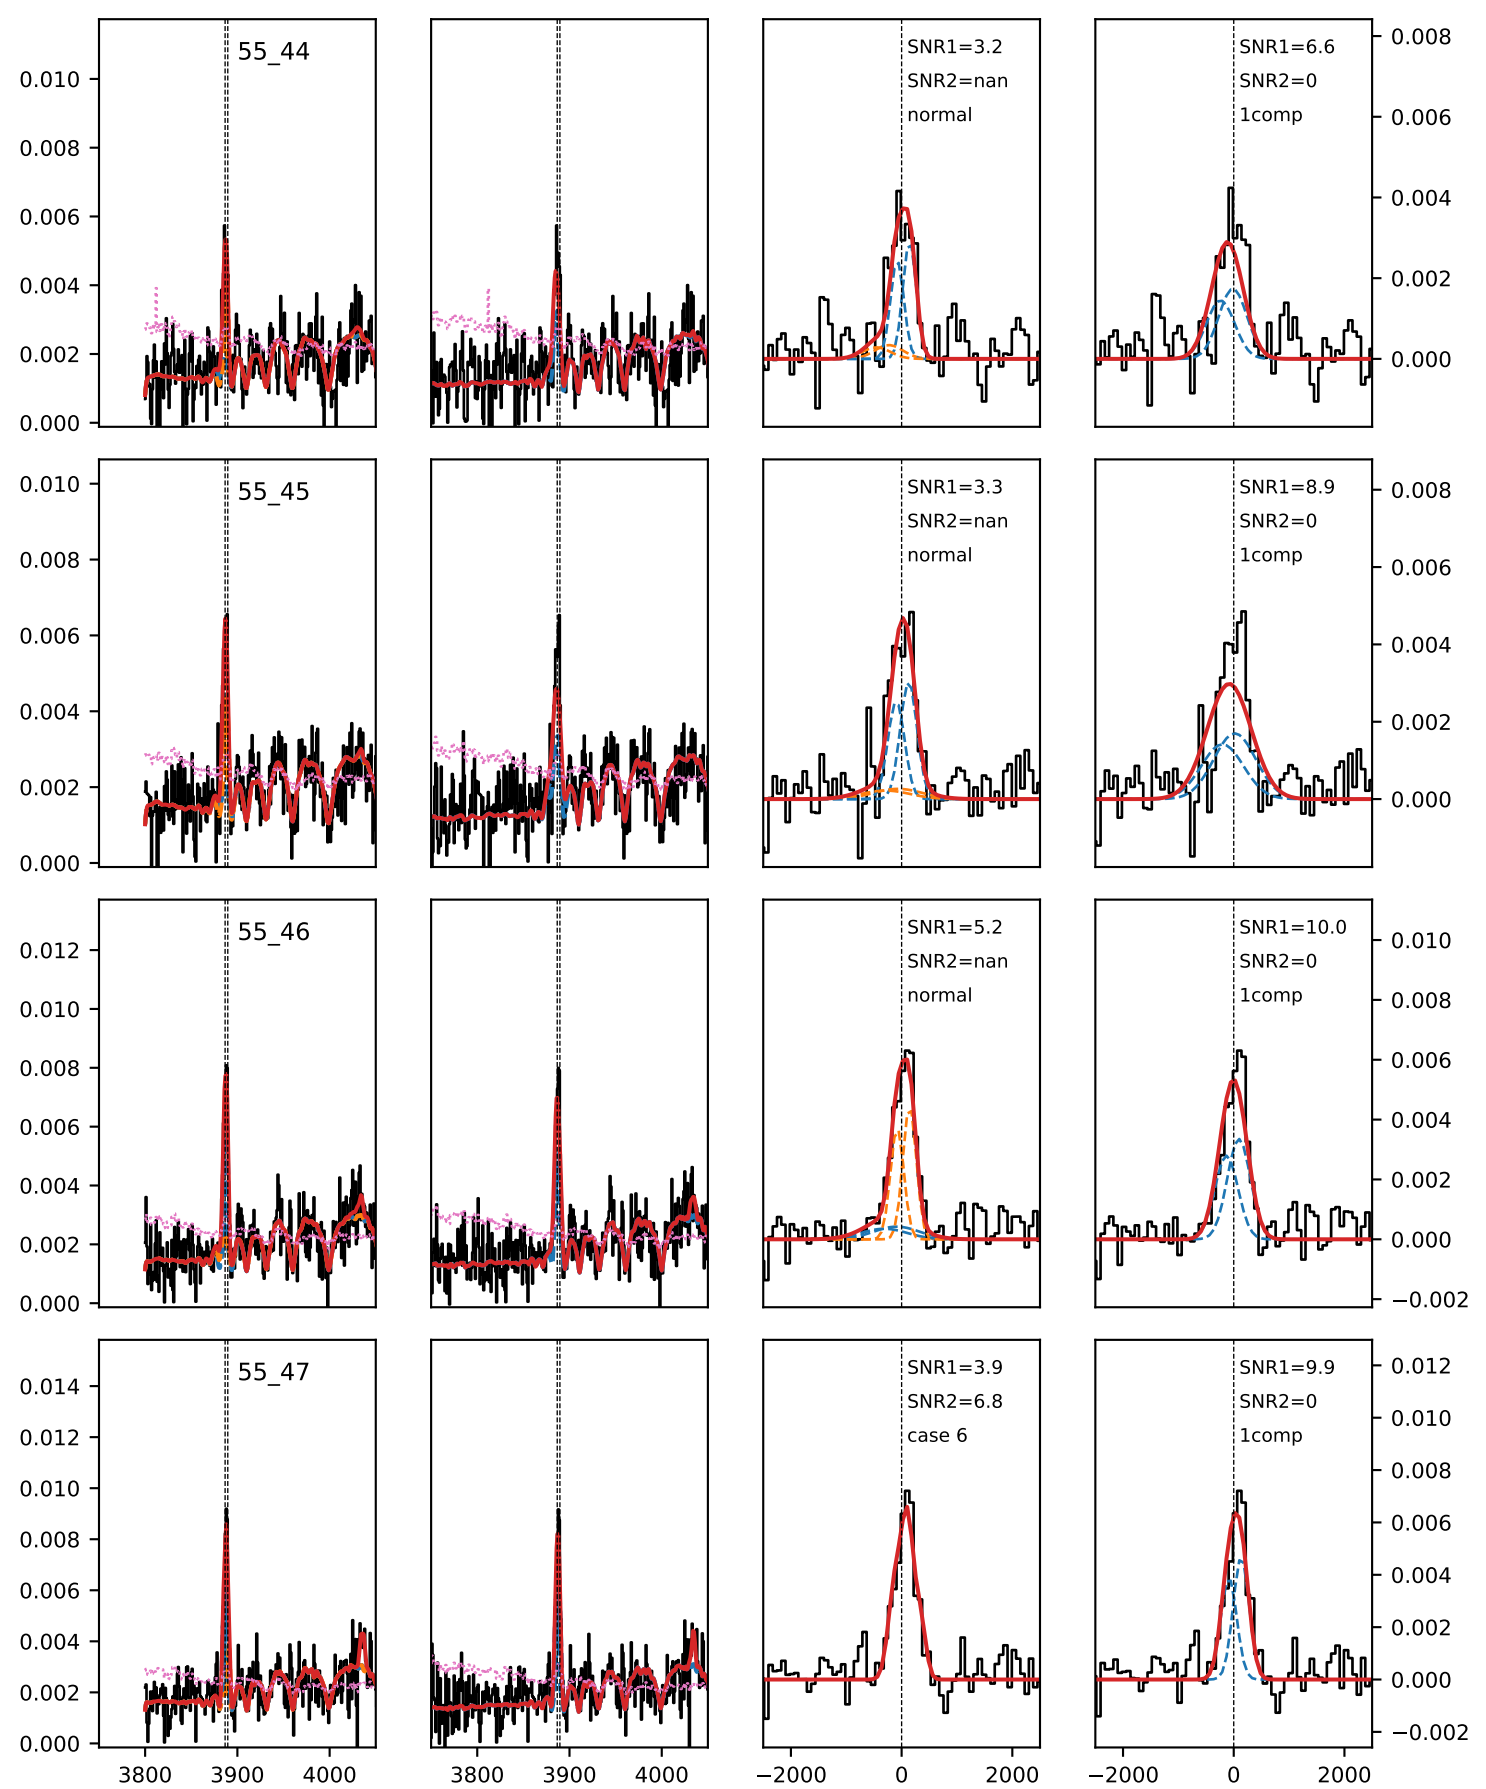 55_44
SNR1=3.2
SNR2=nan
normal
SNR1=6.6
SNR2=0
1comp
0.010
0.008
0.006
0.004
0.002
0.000
0.008
0.006
0.004
0.002
0.000
55_45
SNR1=3.3
SNR2=nan
normal
SNR1=8.9
SNR2=0
1comp
0.010
0.008
0.006
0.004
0.002
0.000
0.008
0.006
0.004
0.002
0.000
55_46
SNR1=5.2
SNR2=nan
normal
SNR1=10.0
SNR2=0
1comp
0.012
0.010
0.008
0.006
0.004
0.002
0.000
0.010
0.008
0.006
0.004
0.002
0.000
−0.002
55_47
SNR1=3.9
SNR2=6.8
case 6
SNR1=9.9
SNR2=0
1comp
0.014
0.012
0.010
0.008
0.006
0.004
0.002
0.000
0.012
0.010
0.008
0.006
0.004
0.002
0.000
−0.002
3800 3900 4000
3800 3900 4000
−2000 0 2000
−2000 0 2000